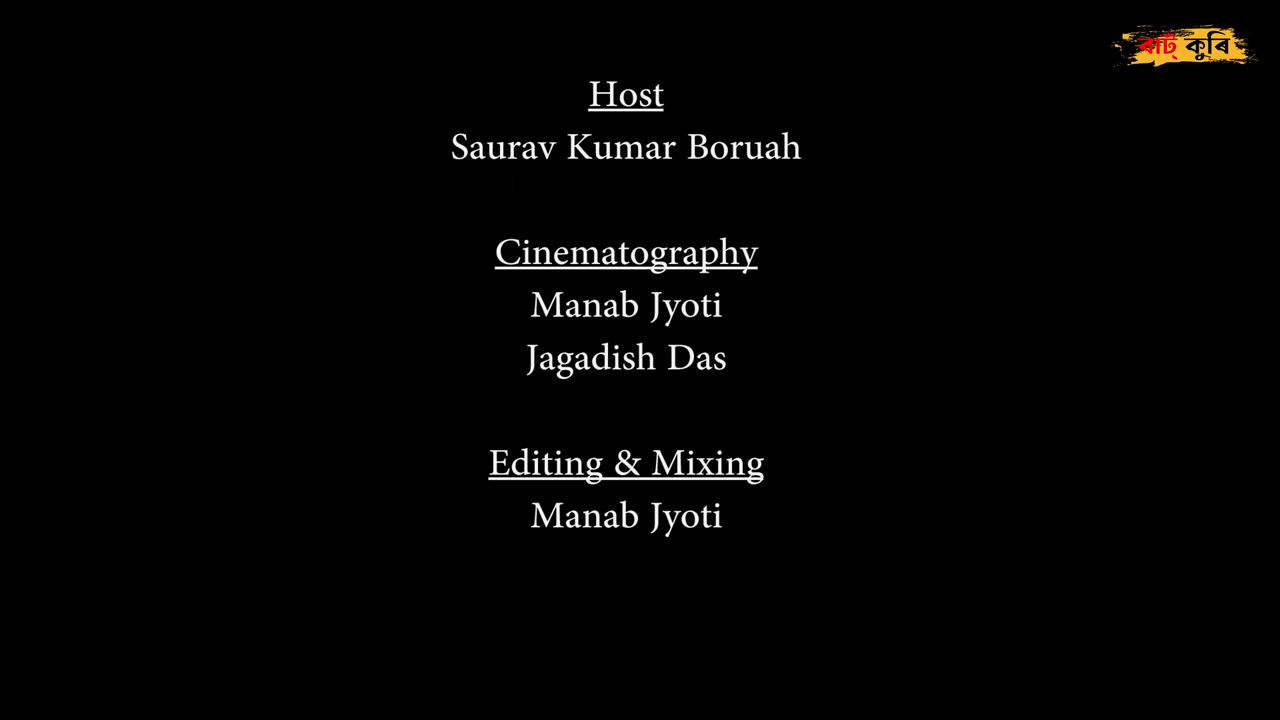 বাট্ কুৰি
Host
Saurav Kumar Boruah
Cinematography
Manab Jyoti
Jagadish Das
Editing & Mixing
Manab Jyoti